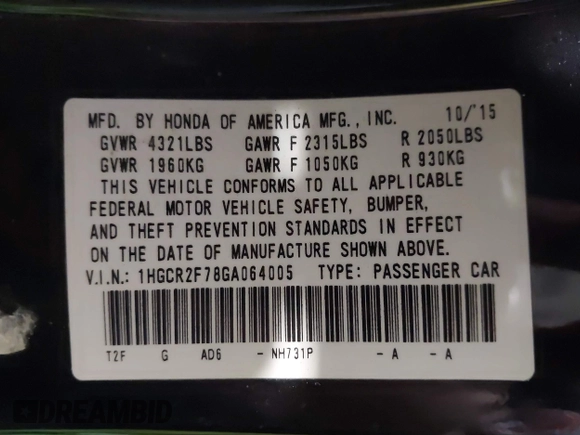 MFD. BY HONDA OF AMERICA MFG., INC. 10/'15
GVWR 4321LBS GAWR F 2315LBS R 2050LBS
GVWR 1960KG GAWR F 1050KG R 930KG
THIS VEHICLE CONFORMS TO ALL APPLICABLE
FEDERAL MOTOR VEHICLE SAFETY, BUMPER,
AND THEFT PREVENTION STANDARDS IN EFFECT
ON THE DATE OF MANUFACTURE SHOWN ABOVE.
V.I.N.: 1HGCR2F78GA064005 TYPE: PASSENGER CAR
T2F G AD6 - NH731P - A - A
DREAMBID